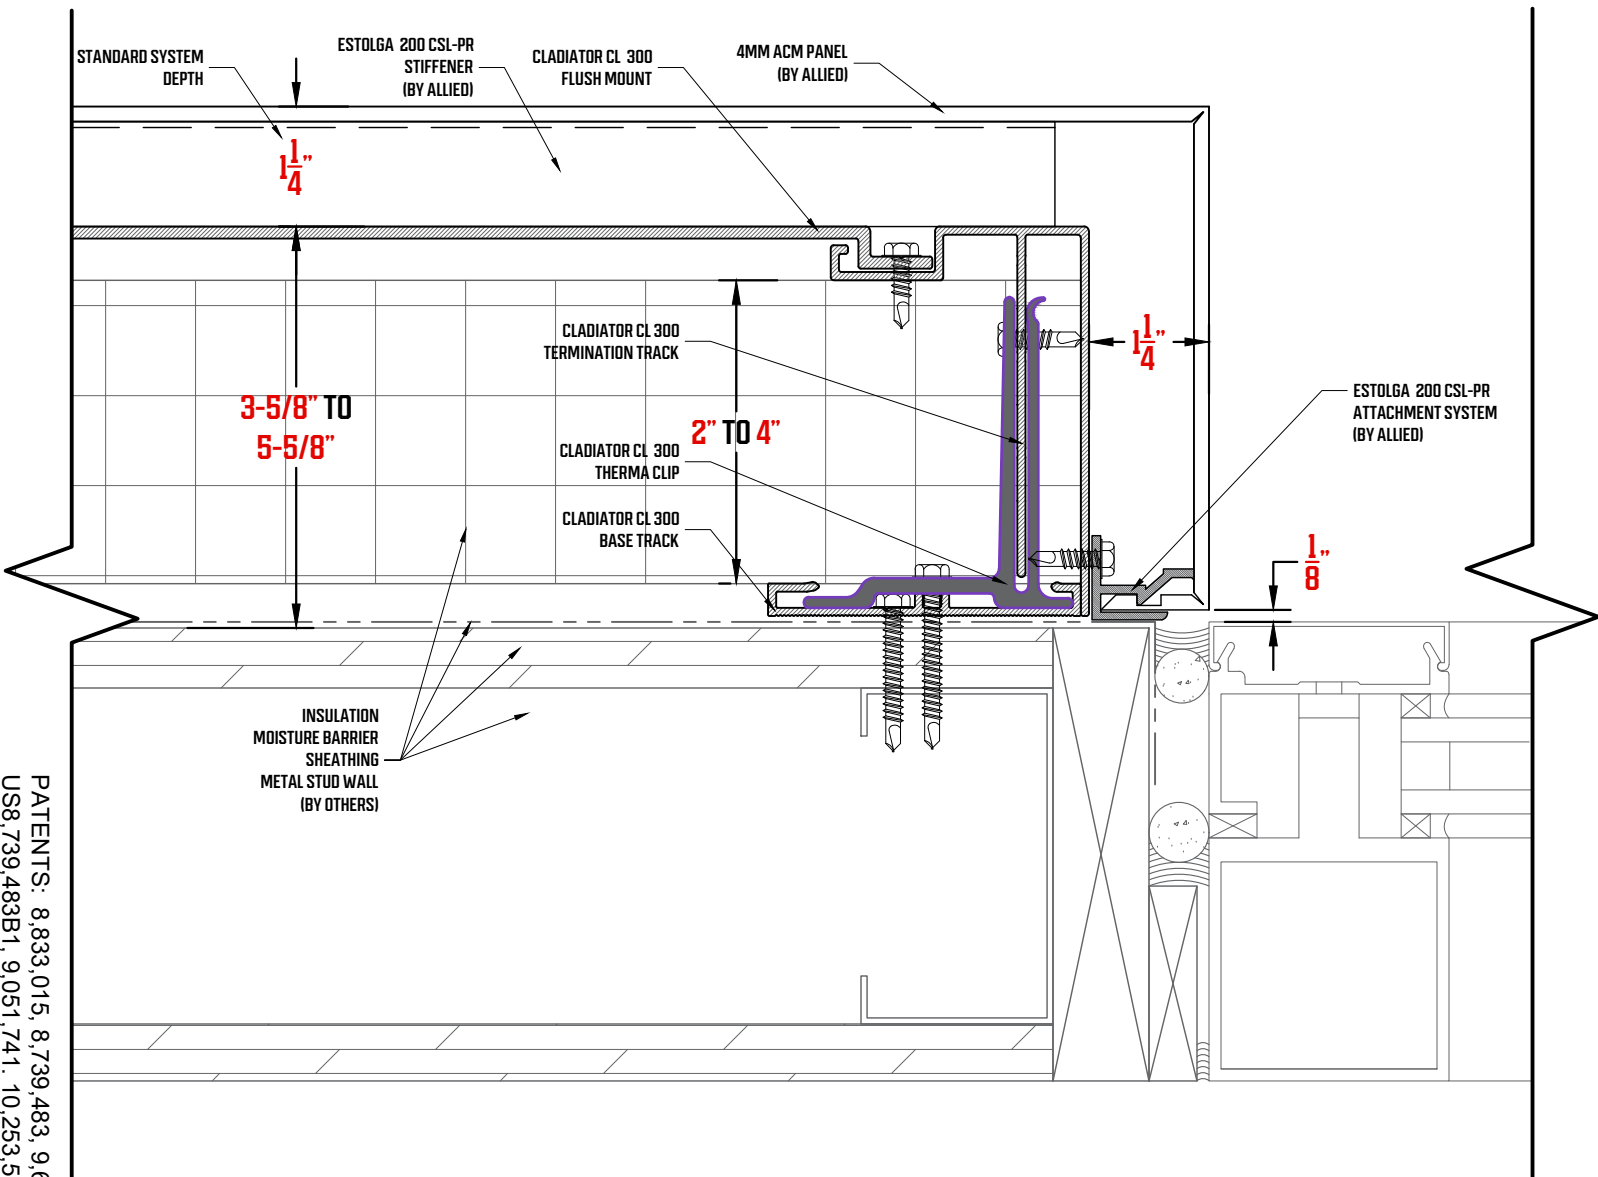 STANDARD SYSTEM
DEPTH
ESTOLGA 200 CSL-PR
STIFFENER
(BY ALLIED)
CLADIATOR CL 300
FLUSH MOUNT
4MM ACM PANEL
(BY ALLIED)
1 1/4"
CLADIATOR CL 300
TERMINATION TRACK
1 1/4"
3-5/8" TO
5-5/8"
2" TO 4"
ESTOLGA 200 CSL-PR
ATTACHMENT SYSTEM
(BY ALLIED)
CLADIATOR CL 300
THERMA CLIP
CLADIATOR CL 300
BASE TRACK
1/8"
INSULATION
MOISTURE BARRIER
SHEATHING
METAL STUD WALL
(BY OTHERS)
PATENTS: 8,833,015, 8,739,483,
US8,739,483B1, 9,051,741.